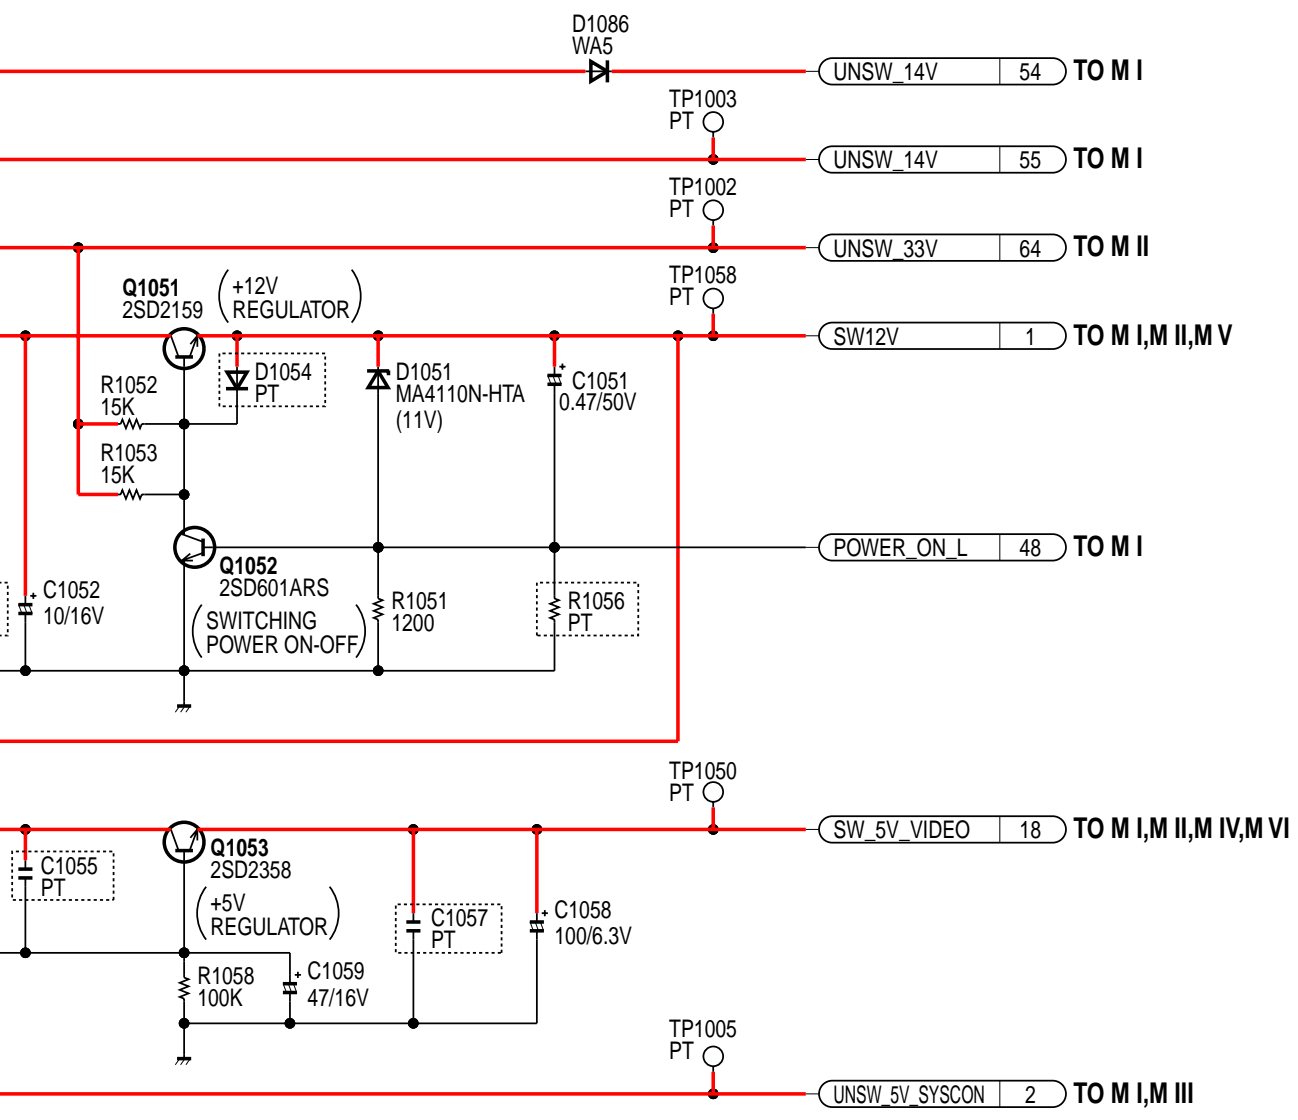 D1086
WA5
UNSW_14V 54 TO M I
TP1003
PT
UNSW_14V 55 TO M I
TP1002
PT
UNSW_33V 64 TO M II
TP1058
PT
Q1051
2SD2159
+12V
REGULATOR
SW12V 1 TO M I,M II,M V
D1054
PT
D1051
MA4110N-HTA
(11V)
C1051
0.47/50V
R1052
15K
R1053
15K
POWER_ON_L 48 TO M I
Q1052
2SD601ARS
SWITCHING
POWER ON-OFF
C1052
10/16V
R1051
1200
R1056
PT
TP1050
PT
SW_5V_VIDEO 18 TO M I,M II,M IV,M VI
Q1053
2SD2358
+5V
REGULATOR
C1055
PT
C1057
PT
C1058
100/6.3V
R1058
100K
C1059
47/16V
TP1005
PT
UNSW_5V_SYSCON 2 TO M I,M III